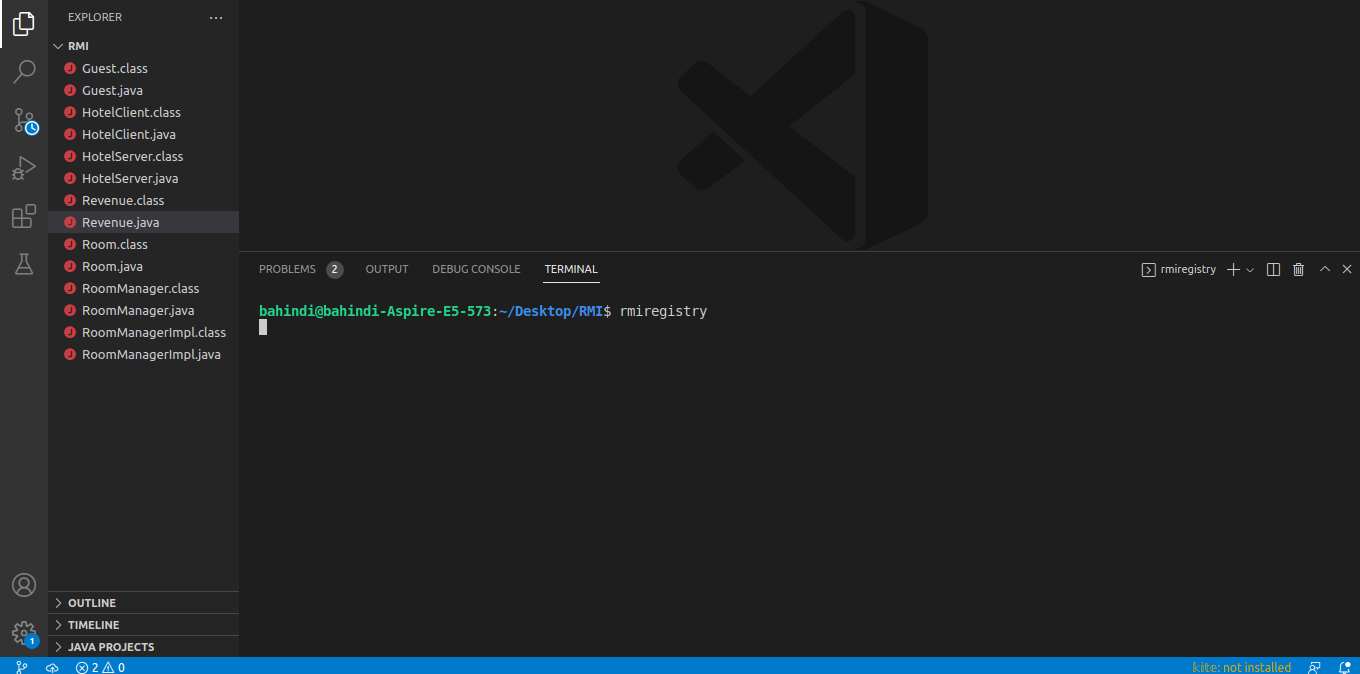 EXPLORER
RMI
Guest.class
Guest.java
HotelClient.class
HotelClient.java
HotelServer.class
HotelServer.java
Revenue.class
Revenue.java
Room.class
Room.java
RoomManager.class
RoomManager.java
RoomManagerImpl.class
RoomManagerImpl.java
OUTLINE
TIMELINE
JAVA PROJECTS
PROBLEMS 2 OUTPUT DEBUG CONSOLE TERMINAL rmiregistry
bahindi@bahindi-Aspire-E5-573:~/Desktop/RMI$ rmiregistry
1
2 0 kite: not installed